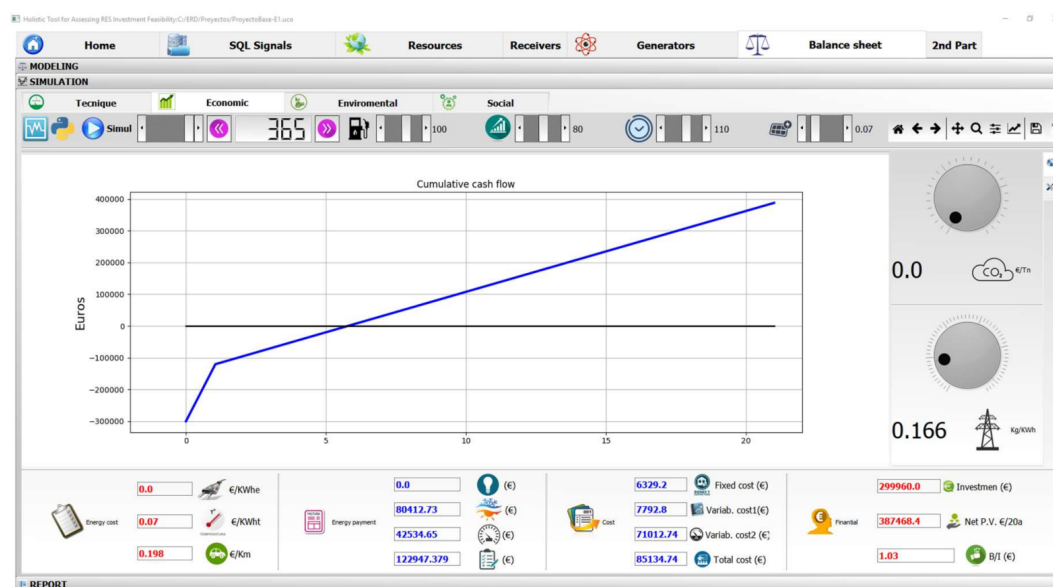 Holistic Tool for Assessing RES Investment Feasibility:C:/ERD/Proyectos/ProyectoBase-E1.uco
Home SQL Signals Resources Receivers Generators Balance sheet 2nd Part
MODELING
SIMULATION
Tecnique Economic Enviromental Social
Simul 365 100 80 110 0.07
Cumulative cash flow
400000
300000
200000
100000
0
−100000
−200000
−300000
Euros
0 5 10 15 20
0.0 CO₂ €/Tn
0.166 Kg/KWh
0.0 €/KWhe 0.0 (€) 6329.2 Fixed cost (€) 299960.0 Investmen (€)
80412.73 (€) 7792.8 Variab. cost1(€)
Energy cost 0.07 €/KWht Energy payment Cost Finantial 387468.4 Net P.V. €/20a
42534.65 (€) 71012.74 Variab. cost2 (€)
0.198 €/Km 122947.379 (€) 85134.74 Total cost (€) 1.03 B/I (€)
REPORT